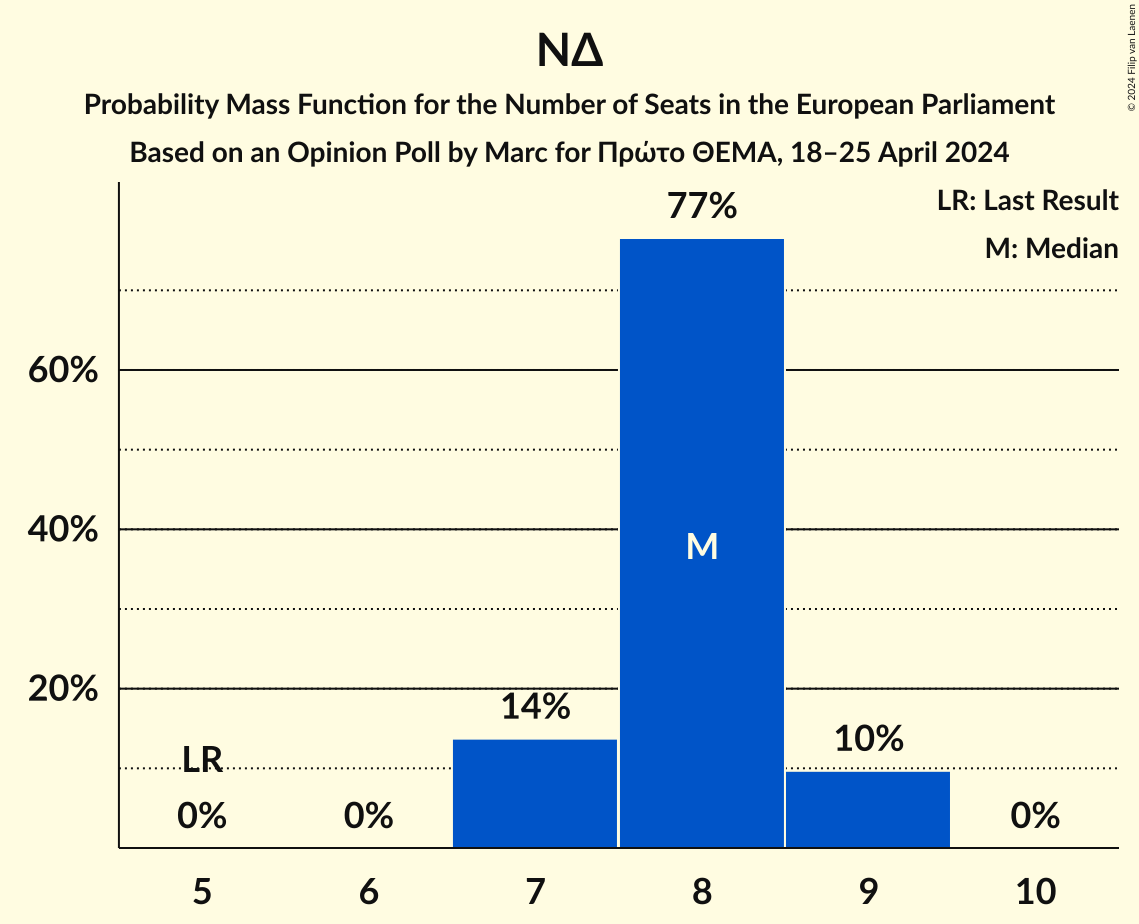 ΝΔ
Probability Mass Function for the Number of Seats in the European Parliament
Based on an Opinion Poll by Marc for Πρώτο ΘΕΜΑ, 18–25 April 2024
© 2024 Filip van Laenen
LR: Last Result
M: Median
77%
60%
40%
M
20%
14%
10%
LR
0%
0%
0%
5
6
7
8
9
10